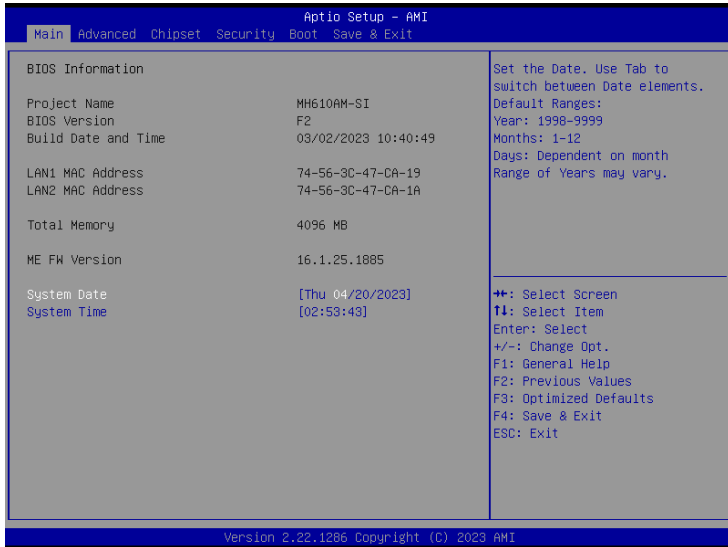 Aptio Setup – AMI
Main Advanced Chipset Security Boot Save & Exit
BIOS Information
Project Name MH610AM-SI
BIOS Version F2
Build Date and Time 03/02/2023 10:40:49
LAN1 MAC Address 74-56-3C-47-CA-19
LAN2 MAC Address 74-56-3C-47-CA-1A
Total Memory 4096 MB
ME FW Version 16.1.25.1885
System Date [Thu 04/20/2023]
System Time [02:53:43]
Set the Date. Use Tab to
switch between Date elements.
Default Ranges:
Year: 1998-9999
Months: 1-12
Days: Dependent on month
Range of Years may vary.
→←: Select Screen
↑↓: Select Item
Enter: Select
+/-: Change Opt.
F1: General Help
F2: Previous Values
F3: Optimized Defaults
F4: Save & Exit
ESC: Exit
Version 2.22.1286 Copyright (C) 2023 AMI